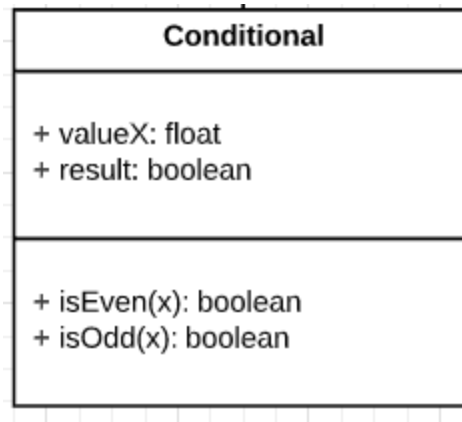 Conditional
+ valueX: float
+ result: boolean
+ isEven(x): boolean
+ isOdd(x): boolean